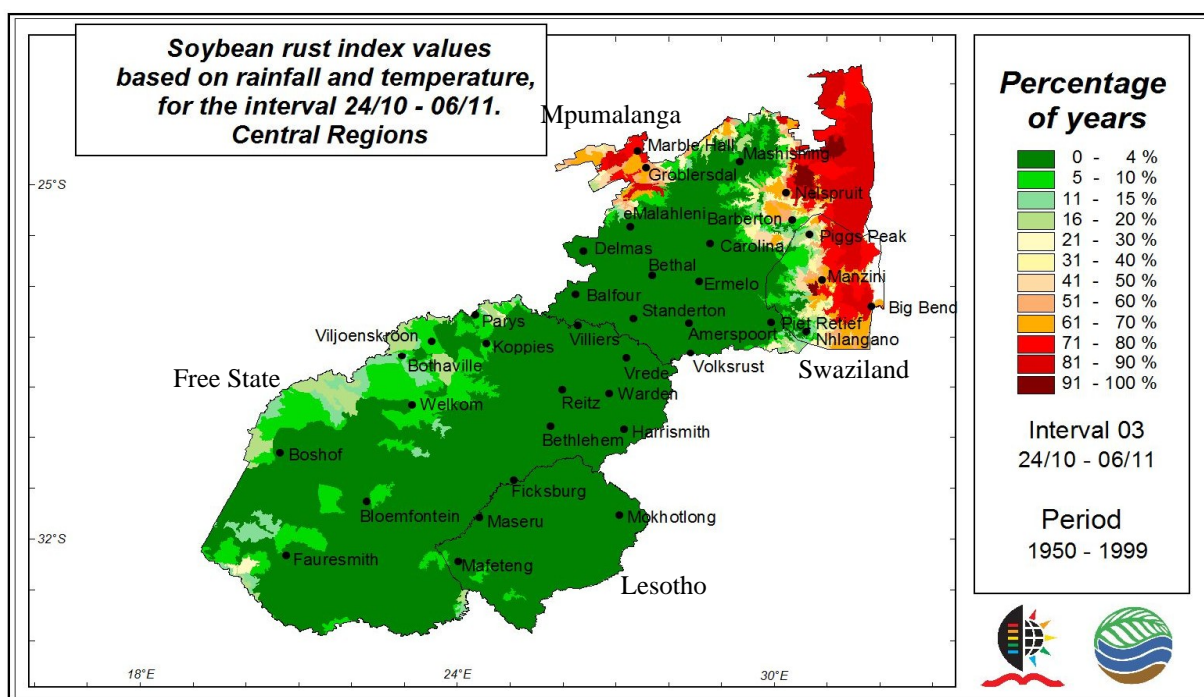 Soybean rust index values
based on rainfall and temperature,
for the interval 24/10 - 06/11.
Central Regions
Mpumalanga
Marble Hall
Mashishing
Groblersdal
Nelspruit
eMalahleni
Barberton
Piggs Peak
Delmas
Carolina
Bethal
Ermelo
Manzini
Balfour
Big Bend
Standerton
Parys
Amerspoort
Piet Retief
Viljoenskroon
Villiers
Nhlangano
Koppies
Bothaville
Volksrust
Swaziland
Free State
Vrede
Reitz
Warden
Welkom
Bethlehem
Harrismith
Boshof
Ficksburg
Bloemfontein
Maseru
Mokhotlong
Fauresmith
Mafeteng
Lesotho
25°S
32°S
18°E
24°E
30°E
Percentage
of years
0 - 4 %
5 - 10 %
11 - 15 %
16 - 20 %
21 - 30 %
31 - 40 %
41 - 50 %
51 - 60 %
61 - 70 %
71 - 80 %
81 - 90 %
91 - 100 %
Interval 03
24/10 - 06/11
Period
1950 - 1999